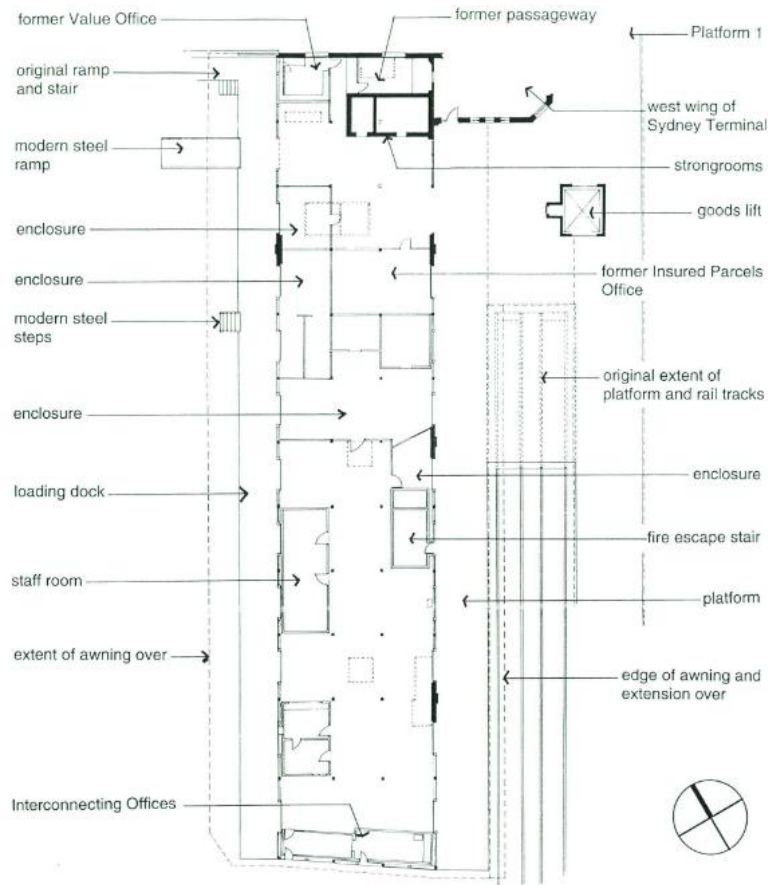 former Value Office
former passageway
Platform 1
original ramp
and stair
west wing of
Sydney Terminal
modern steel
ramp
strongrooms
goods lift
enclosure
enclosure
former Insured Parcels
Office
modern steel
steps
original extent of
platform and rail tracks
enclosure
enclosure
loading dock
fire escape stair
staff room
platform
extent of awning over
edge of awning and
extension over
Interconnecting Offices